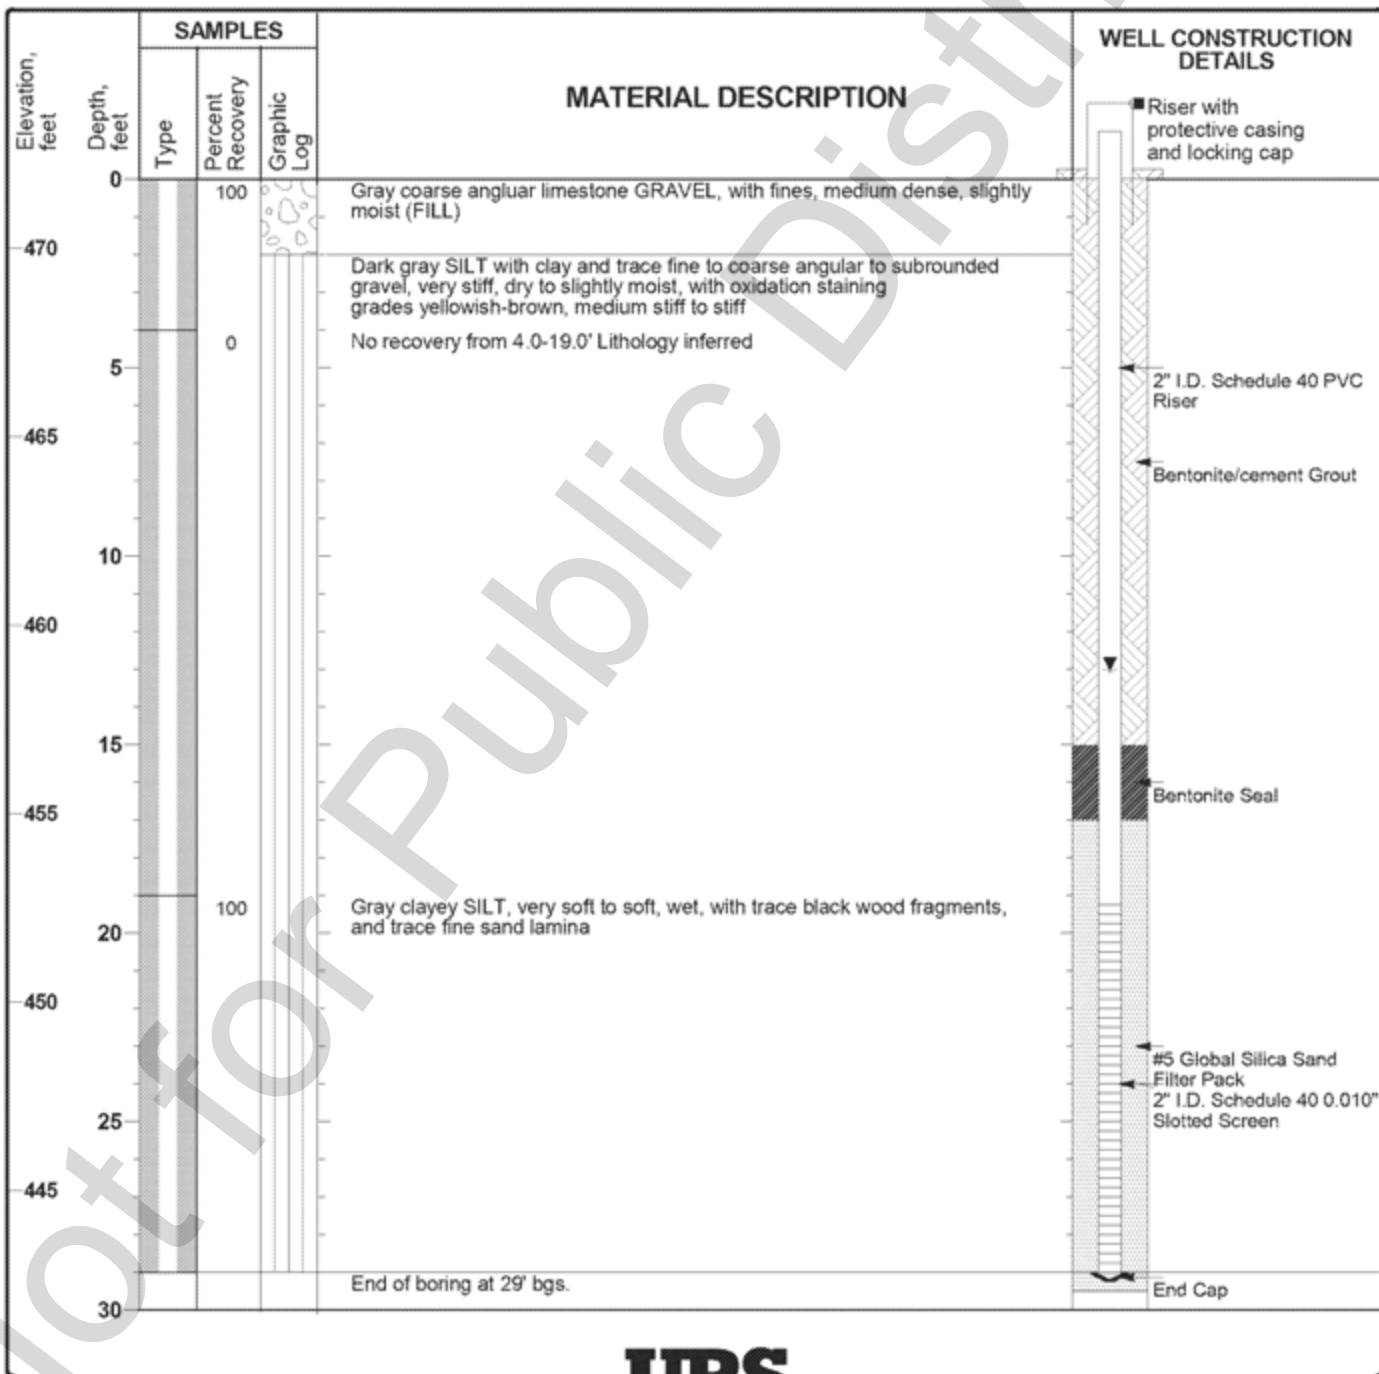 SAMPLES
Elevation,
feet
Depth,
feet
Type
Percent
Recovery
Graphic
Log
MATERIAL DESCRIPTION
WELL CONSTRUCTION
DETAILS
Riser with
protective casing
and locking cap
0
100
Gray coarse angluar limestone GRAVEL, with fines, medium dense, slightly
moist (FILL)
470
Dark gray SILT with clay and trace fine to coarse angular to subrounded
gravel, very stiff, dry to slightly moist, with oxidation staining
grades yellowish-brown, medium stiff to stiff
0
No recovery from 4.0-19.0' Lithology inferred
5
2" I.D. Schedule 40 PVC
Riser
465
Bentonite/cement Grout
10
460
15
Bentonite Seal
455
100
Gray clayey SILT, very soft to soft, wet, with trace black wood fragments,
and trace fine sand lamina
20
450
#5 Global Silica Sand
Filter Pack
2" I.D. Schedule 40 0.010"
Slotted Screen
25
445
End of boring at 29' bgs.
End Cap
30
URS
for Public